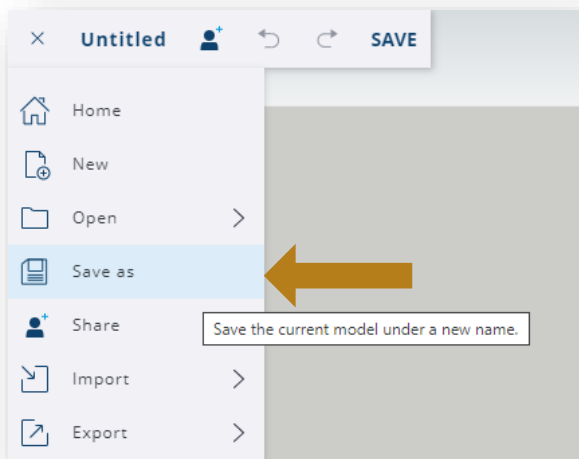 Untitled SAVE
Home
New
Open
Save as
Share
Save the current model under a new name.
Import
Export